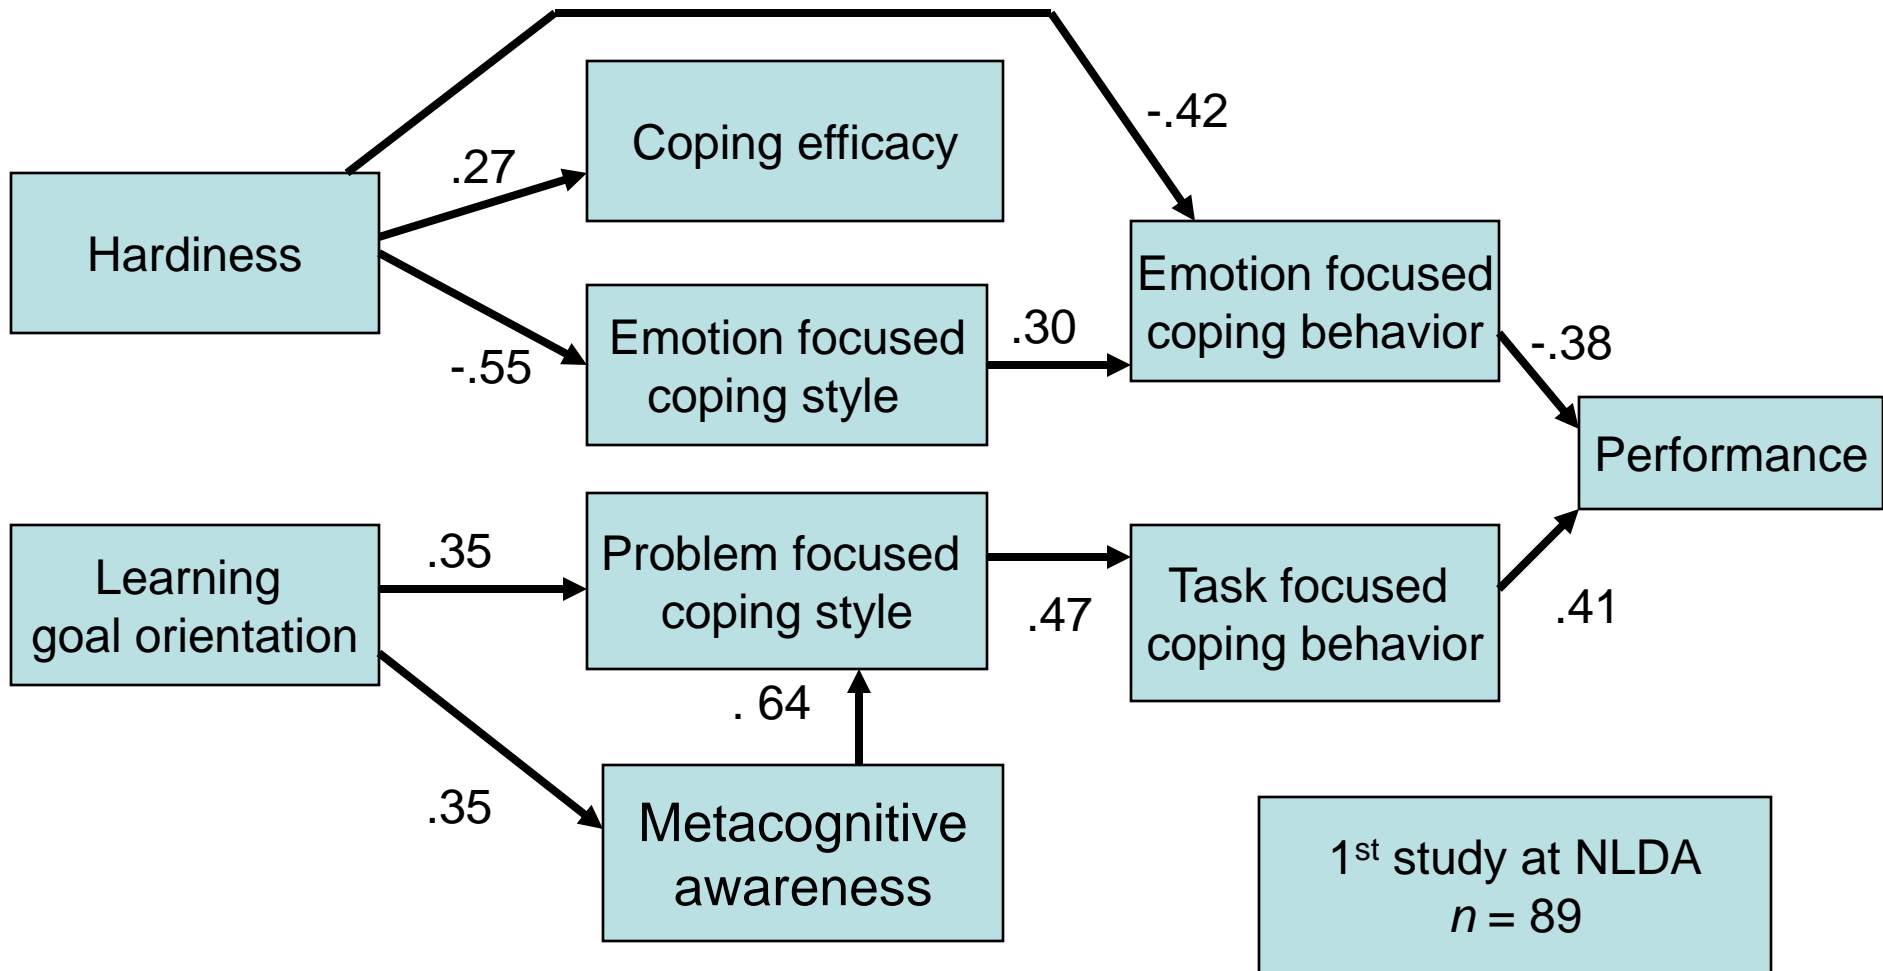 -.42
Coping efficacy
.27
Hardiness
Emotion focused
coping behavior
-.55
Emotion focused
coping style
.30
-.38
Performance
Learning
goal orientation
.35
Problem focused
coping style
.47
Task focused
coping behavior
.41
. 64
.35
Metacognitive
awareness
1st study at NLDA
n = 89